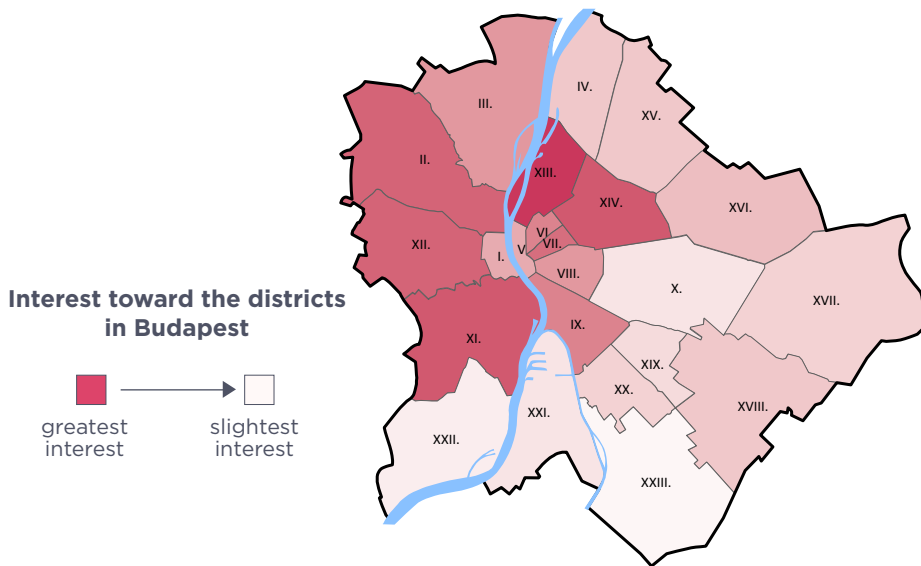 III.
IV.
XV.
II.
XIII.
XIV.
XVI.
XII.
I.
V.
VI
VII.
VIII.
X.
XVII.
XI.
IX.
XIX.
XX.
XVIII.
XXII.
XXI.
XXIII.
Interest toward the districts
in Budapest
greatest
interest
slightest
interest